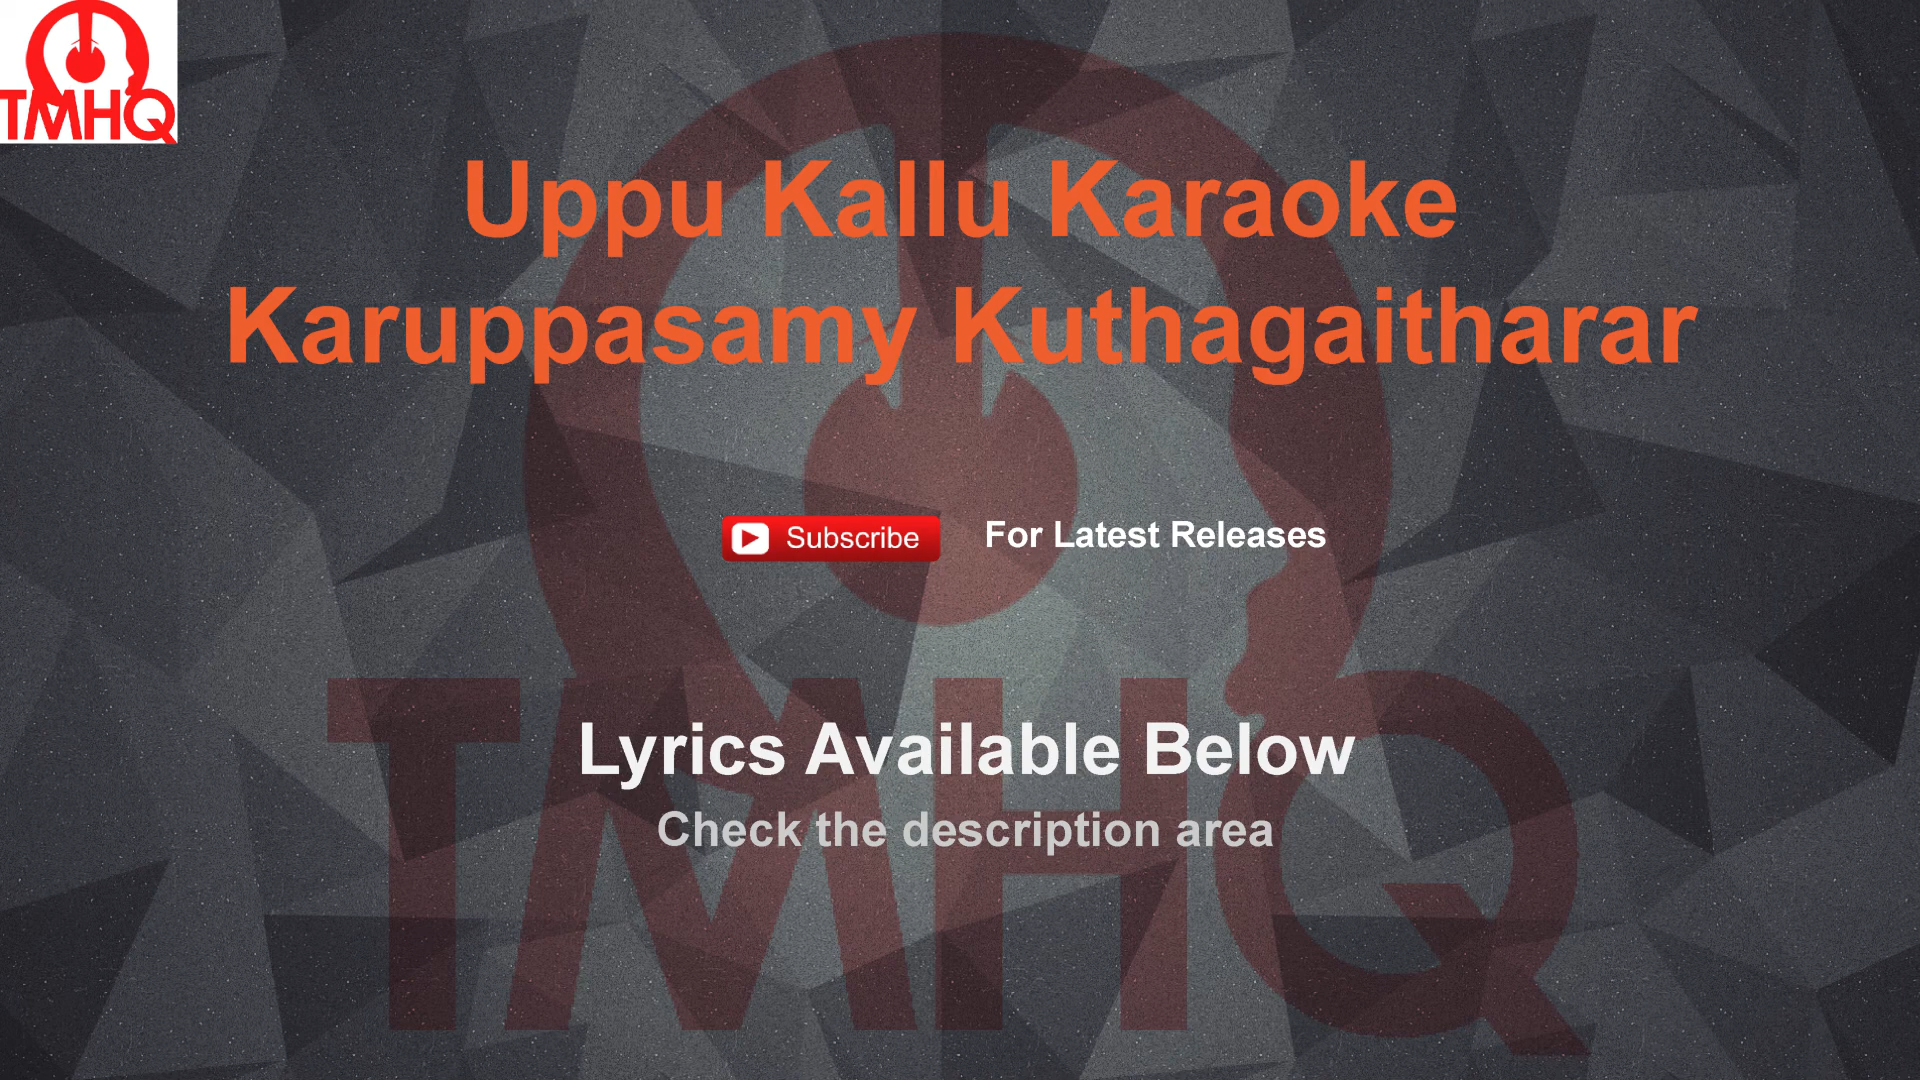 TMHQ
Uppu Kallu Karaoke
Karuppasamy Kuthagaitharar
Subscribe For Latest Releases
Lyrics Available Below
Check the description area
TMHQ